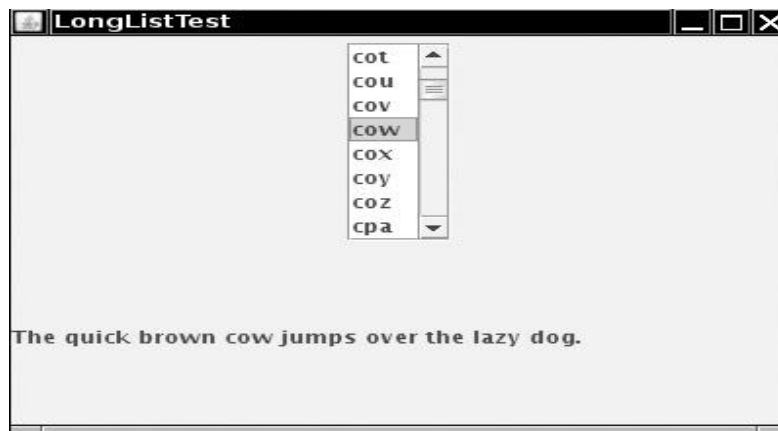 LongListTest
cot
cou
cov
cow
cox
coy
coz
cpa
The quick brown cow jumps over the lazy dog.